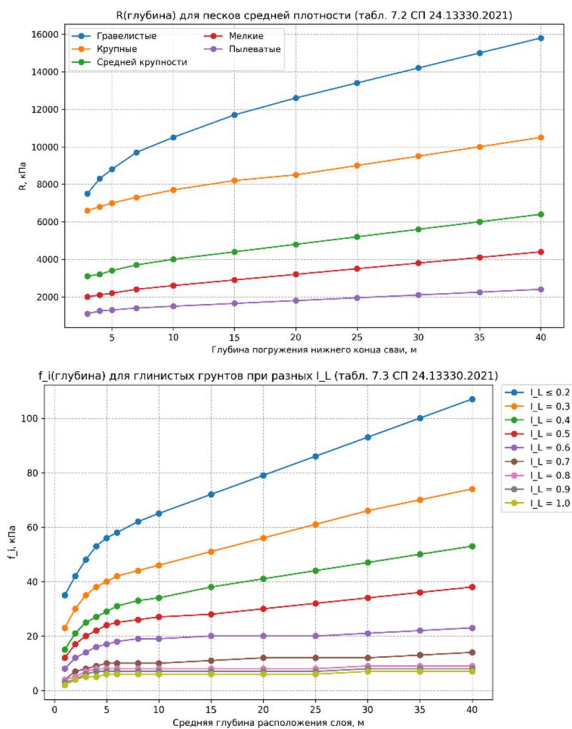 R(глубина) для песков средней плотности (табл. 7.2 СП 24.13330.2021)
Гравелистые
Крупные
Средней крупности
Мелкие
Пылеватые
16000
14000
12000
10000
8000
6000
4000
2000
R, кПа
5 10 15 20 25 30 35 40
Глубина погружения нижнего конца сваи, м
f_i(глубина) для глинистых грунтов при разных I_L (табл. 7.3 СП 24.13330.2021)
I_L ≤ 0.2
I_L = 0.3
I_L = 0.4
I_L = 0.5
I_L = 0.6
I_L = 0.7
I_L = 0.8
I_L = 0.9
I_L = 1.0
100
80
60
40
20
0
f_i, кПа
0 5 10 15 20 25 30 35 40
Средняя глубина расположения слоя, м